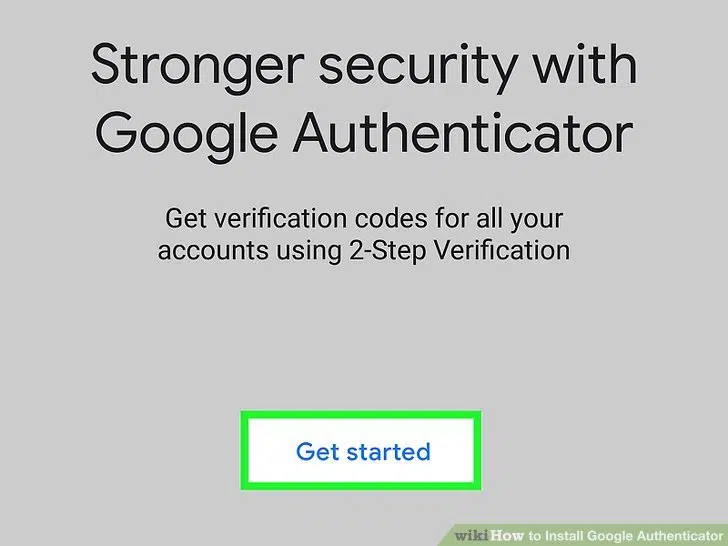 Stronger security with
Google Authenticator
Get verification codes for all your
accounts using 2-Step Verification
Get started
wikiHow to Install Google Authenticator